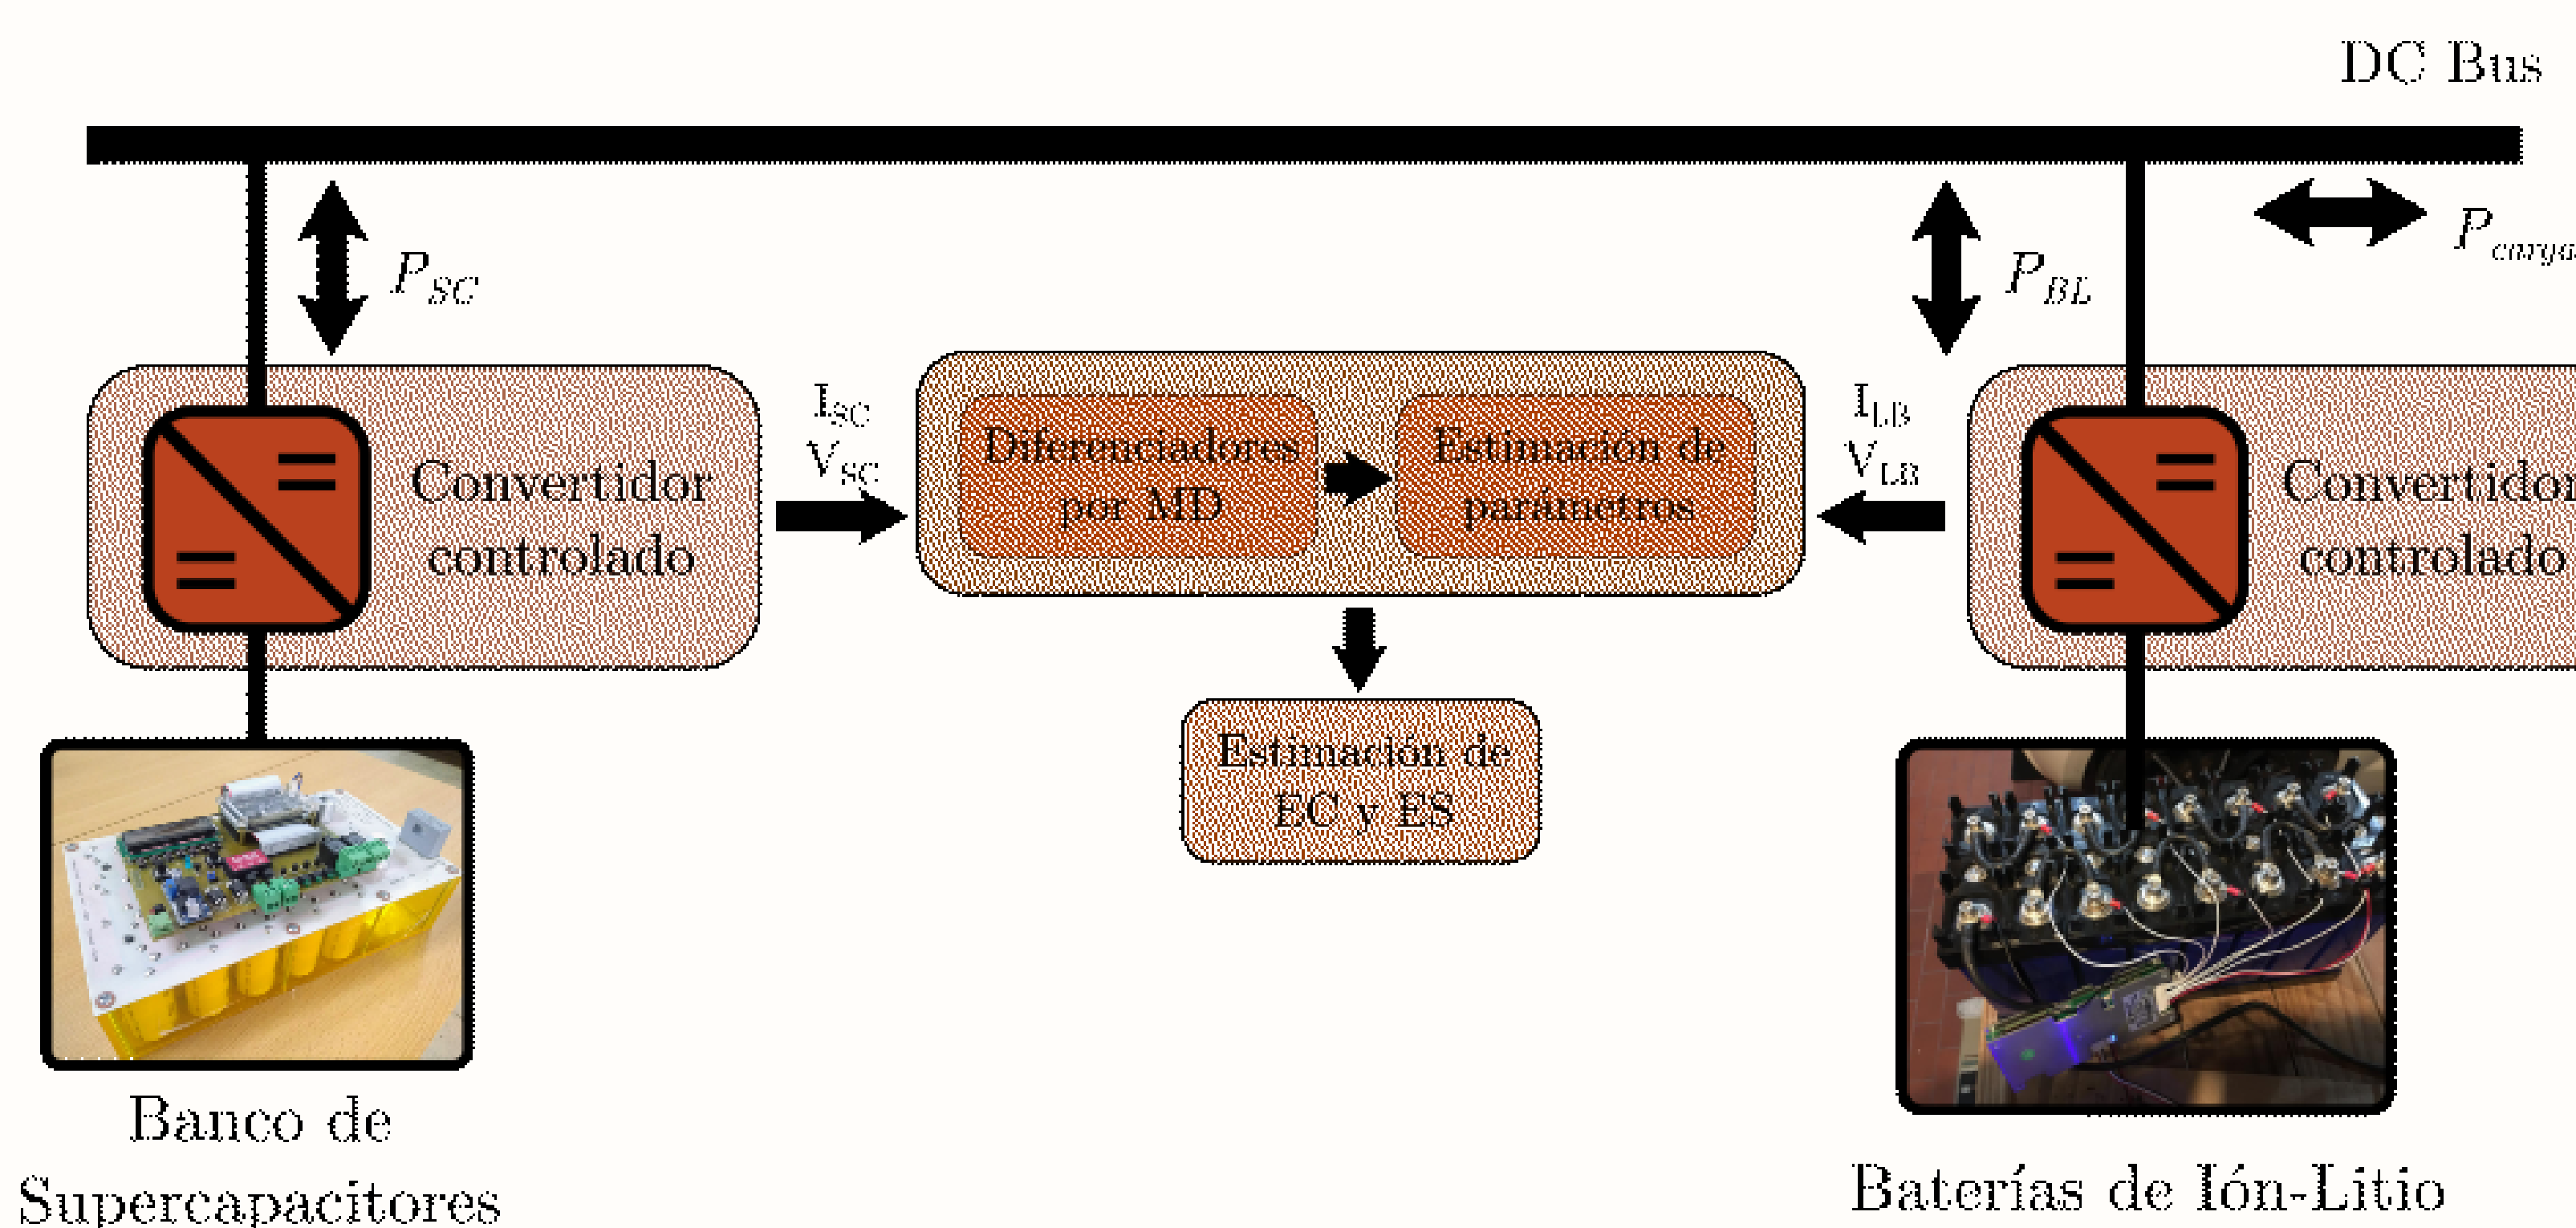 DC Bus
P_SC
P_BL
P_carga
I_SC
V_SC
I_LB
V_LB
Convertidor
controlado
Diferenciadores
por MD
Estimación de
parámetros
Convertidor
controlado
Estimación de
EC y ES
Banco de
Supercapacitores
Baterías de Ión-Litio